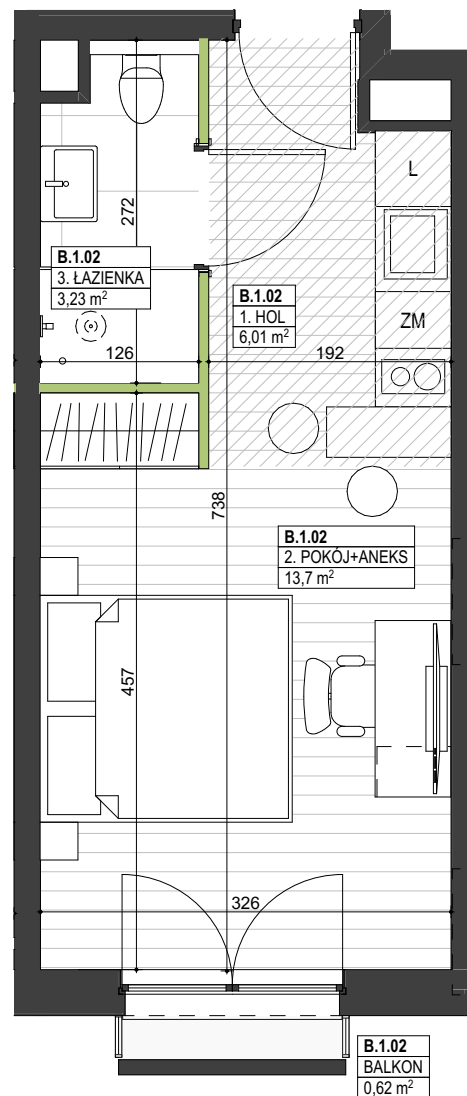 L
272
B.1.02
3. ŁAZIENKA
3,23 m²
B.1.02
1. HOL
6,01 m²
ZM
126
192
738
B.1.02
2. POKÓJ+ANEKS
13,7 m²
457
326
B.1.02
BALKON
0,62 m²